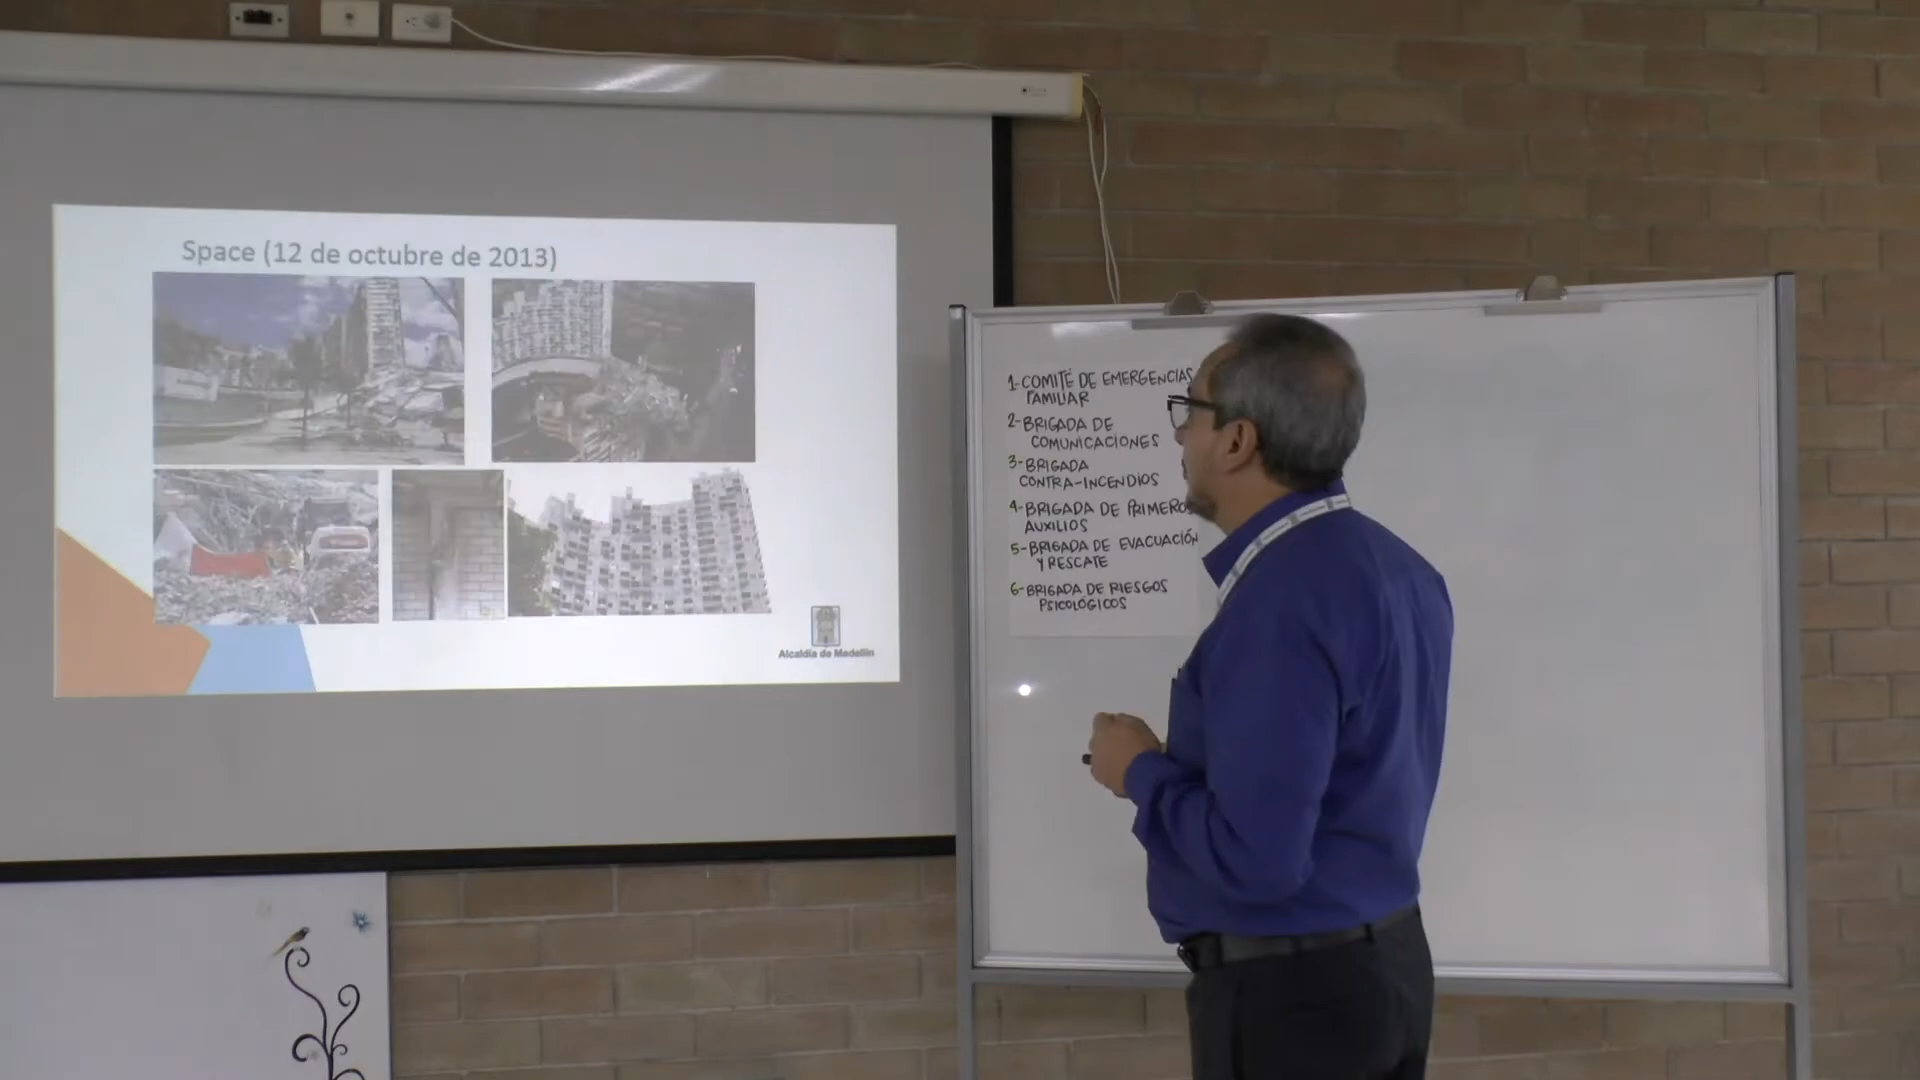 Space (12 de octubre de 2013)
Alcaldía de Medellín
1-COMITÉ DE EMERGENCIAS
FAMILIAR
2-BRIGADA DE
COMUNICACIONES
3-BRIGADA
CONTRA-INCENDIOS
4-BRIGADA DE PRIMEROS
AUXILIOS
5-BRIGADA DE EVACUACIÓN
Y RESCATE
6-BRIGADA DE RIESGOS
PSICOLÓGICOS